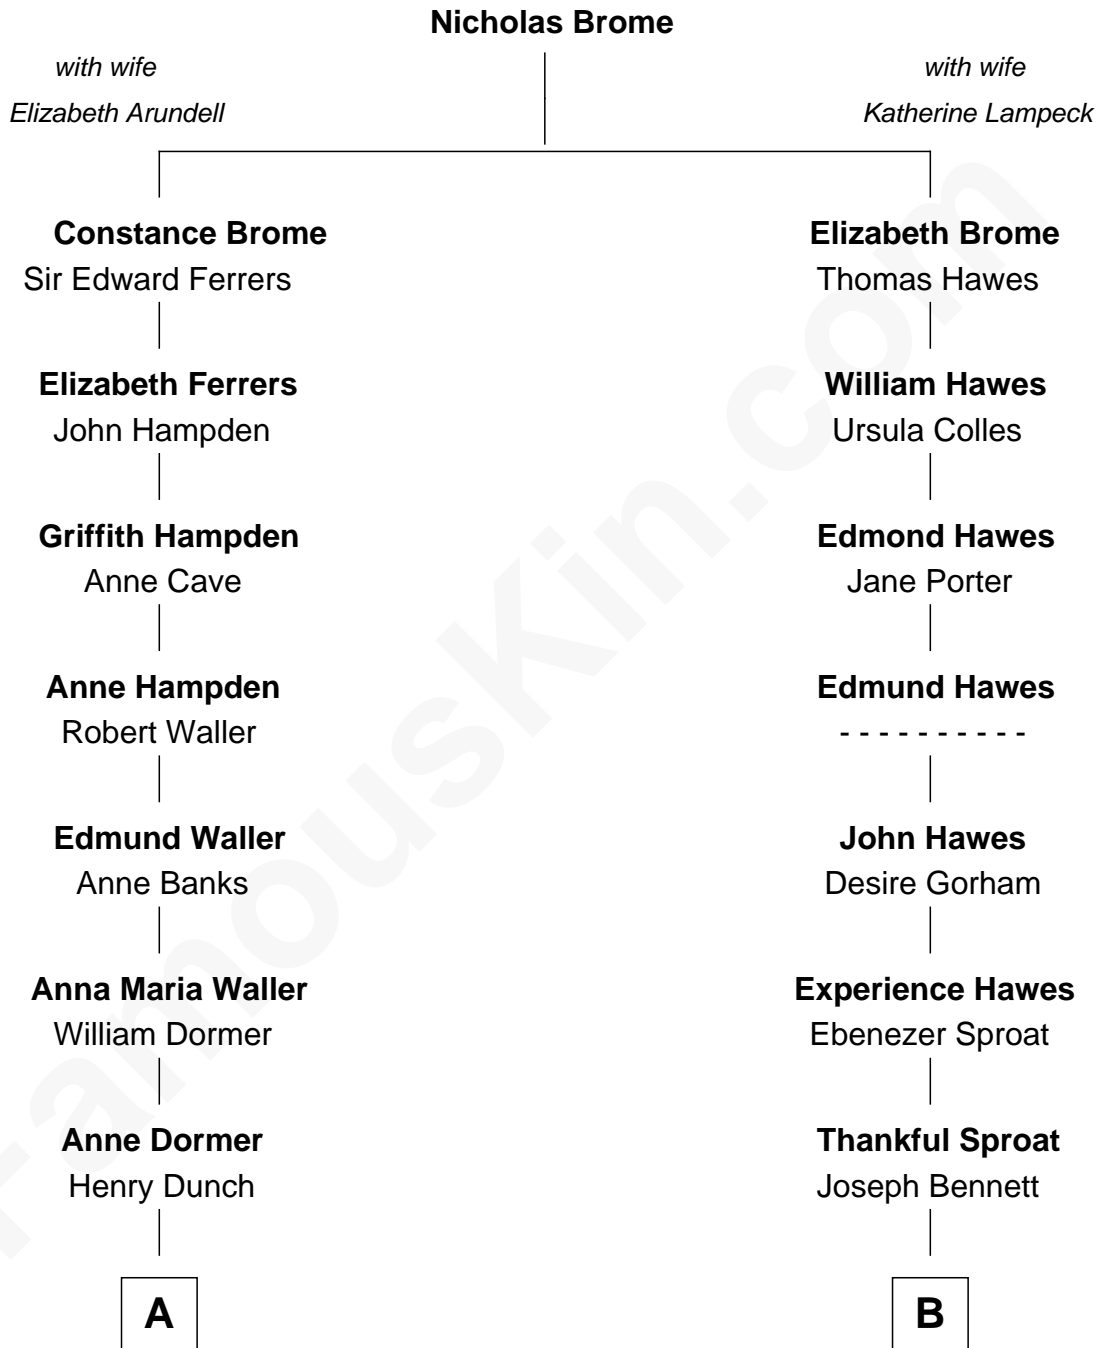 Nicholas Brome
with wife
Elizabeth Arundell
with wife
Katherine Lampeck
Constance Brome
Sir Edward Ferrers
Elizabeth Brome
Thomas Hawes
Elizabeth Ferrers
John Hampden
William Hawes
Ursula Colles
Griffith Hampden
Anne Cave
Edmond Hawes
Jane Porter
Anne Hampden
Robert Waller
Edmund Hawes
- - - - - - - - - -
Edmund Waller
Anne Banks
John Hawes
Desire Gorham
Anna Maria Waller
William Dormer
Experience Hawes
Ebenezer Sproat
Anne Dormer
Henry Dunch
Thankful Sproat
Joseph Bennett
A
B
FamousKin.com